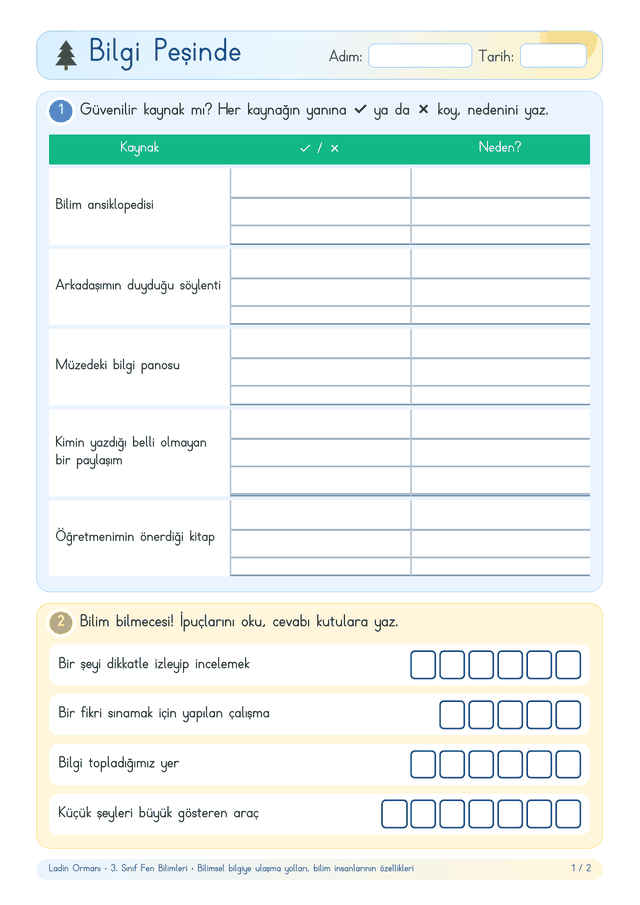 Bilgi Peşinde
Adım:
Tarih:
1 Güvenilir kaynak mı? Her kaynağın yanına ✓ ya da ✕ koy, nedenini yaz.
Kaynak
✓ / ✕
Neden?
Bilim ansiklopedisi
Arkadaşımın duyduğu söylenti
Müzedeki bilgi panosu
Kimin yazdığı belli olmayan
bir paylaşım
Öğretmenimin önerdiği kitap
2 Bilim bilmecesi! İpuçlarını oku, cevabı kutulara yaz.
Bir şeyi dikkatle izleyip incelemek
Bir fikri sınamak için yapılan çalışma
Bilgi topladığımız yer
Küçük şeyleri büyük gösteren araç
Ladin Ormanı · 3. Sınıf Fen Bilimleri · Bilimsel bilgiye ulaşma yolları, bilim insanlarının özellikleri
1 / 2